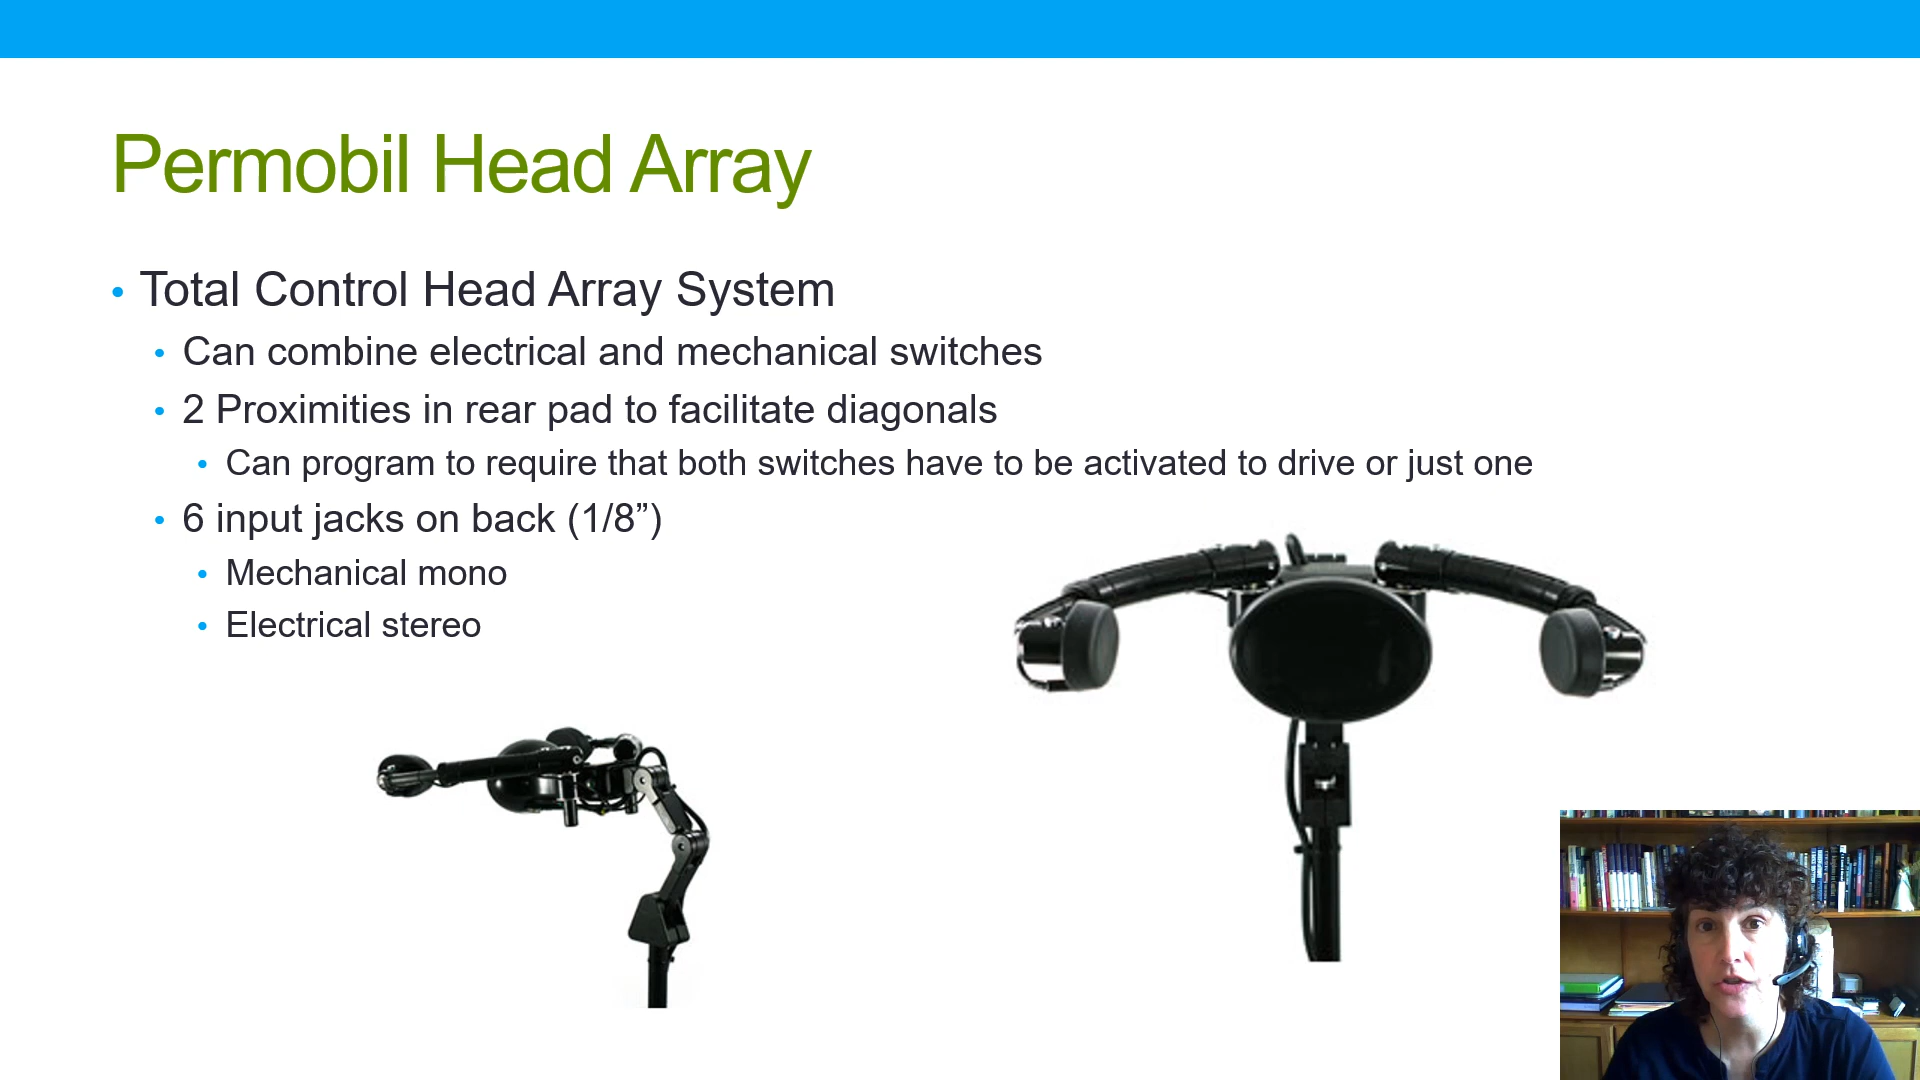 Permobil Head Array
• Total Control Head Array System
• Can combine electrical and mechanical switches
• 2 Proximities in rear pad to facilitate diagonals
• Can program to require that both switches have to be activated to drive or just one
• 6 input jacks on back (1/8”)
• Mechanical mono
• Electrical stereo